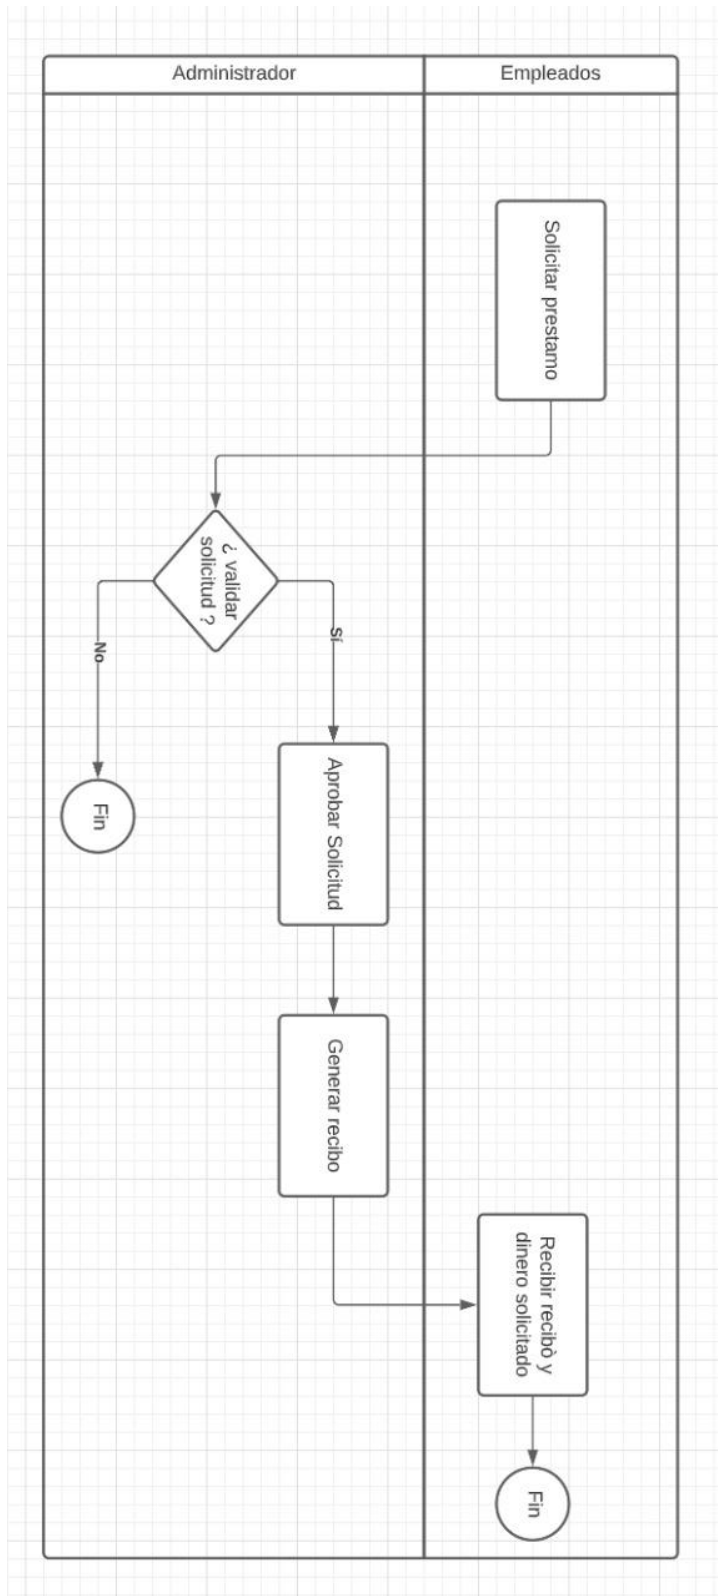 Administrador
Empleados
Solicitar prestamo
¿ validar
solicitud ?
Sí
No
Fin
Aprobar Solicitud
Generar recibo
Recibir recibò y
dinero solicitado
Fin